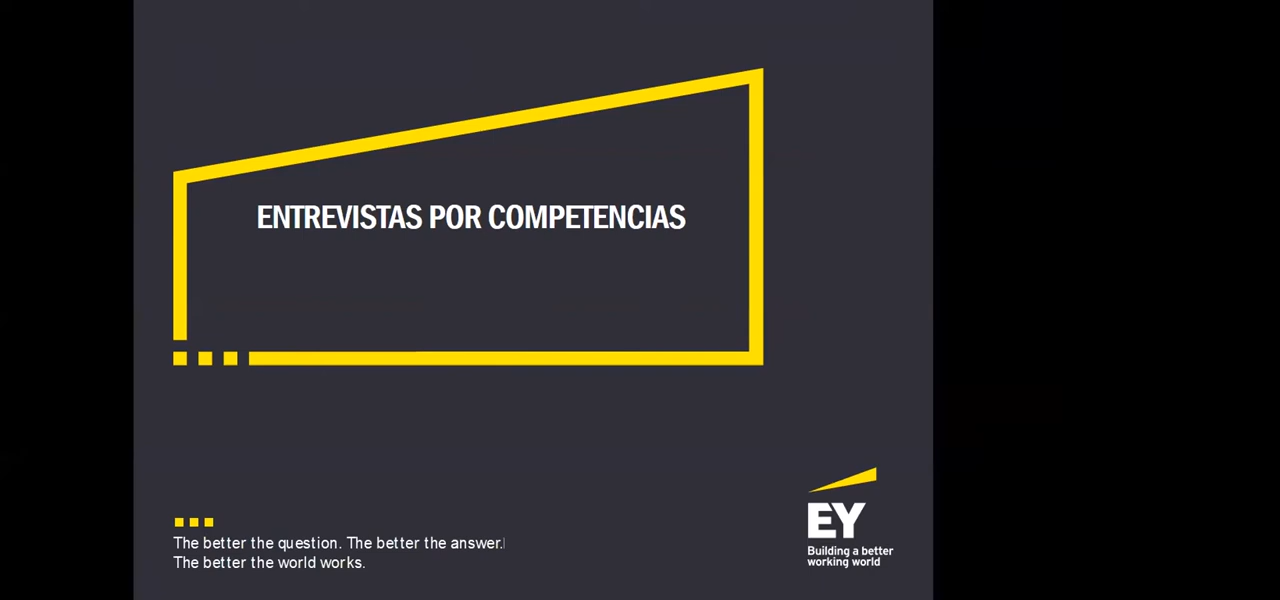 ENTREVISTAS POR COMPETENCIAS
The better the question. The better the answer.
The better the world works.
EY
Building a better
working world